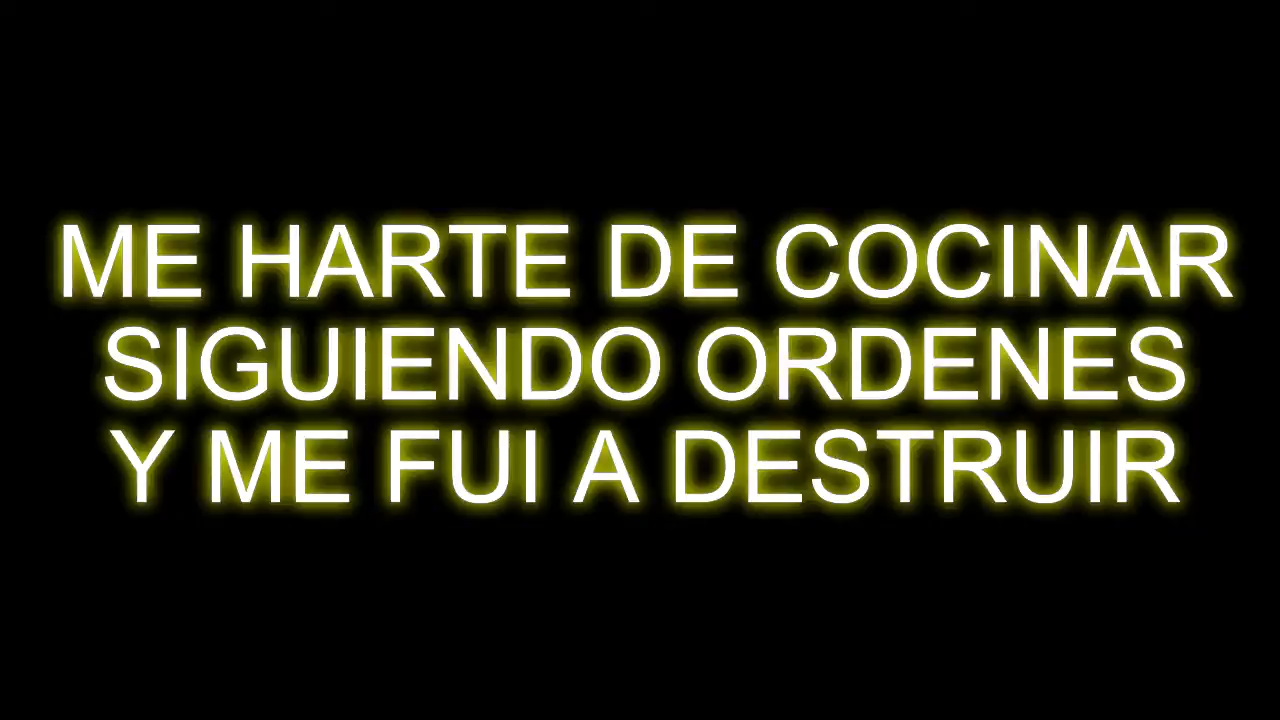 ME HARTE DE COCINAR
SIGUIENDO ORDENES
Y ME FUI A DESTRUIR